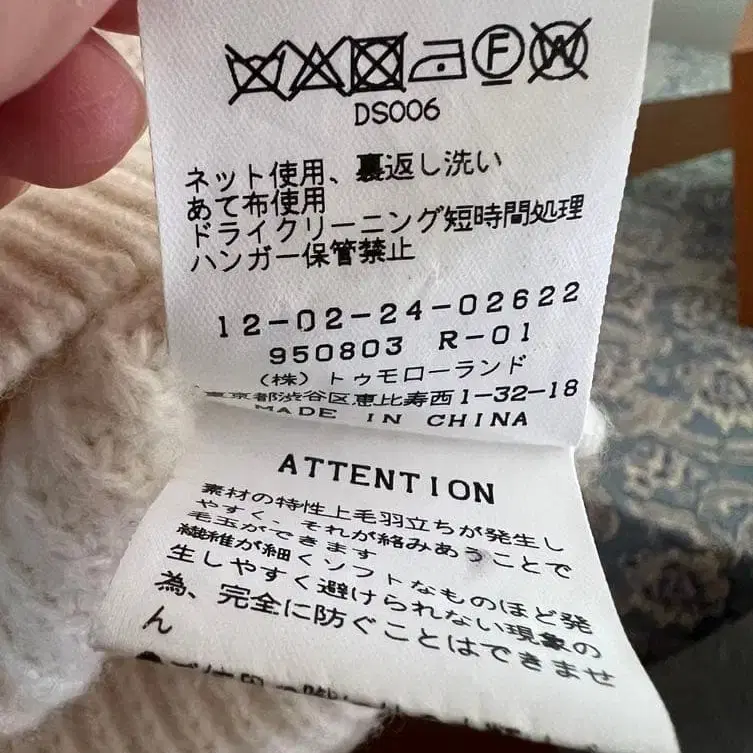 F W
DS006
ネット使用、裏返し洗い
あて布使用
ドライクリーニング短時間処理
ハンガー保管禁止
12-02-24-02622
950803 R-01
（株）トゥモローランド
東京都渋谷区恵比寿西1-32-18
MADE IN CHINA
ATTENTION
素材の特性上毛羽立ちが発生し
やすく、それが絡みあうことで
毛玉ができます
繊維が細くソフトなものほど発
生しやすく避けられない現象の
為、完全に防ぐことはできませ
ん